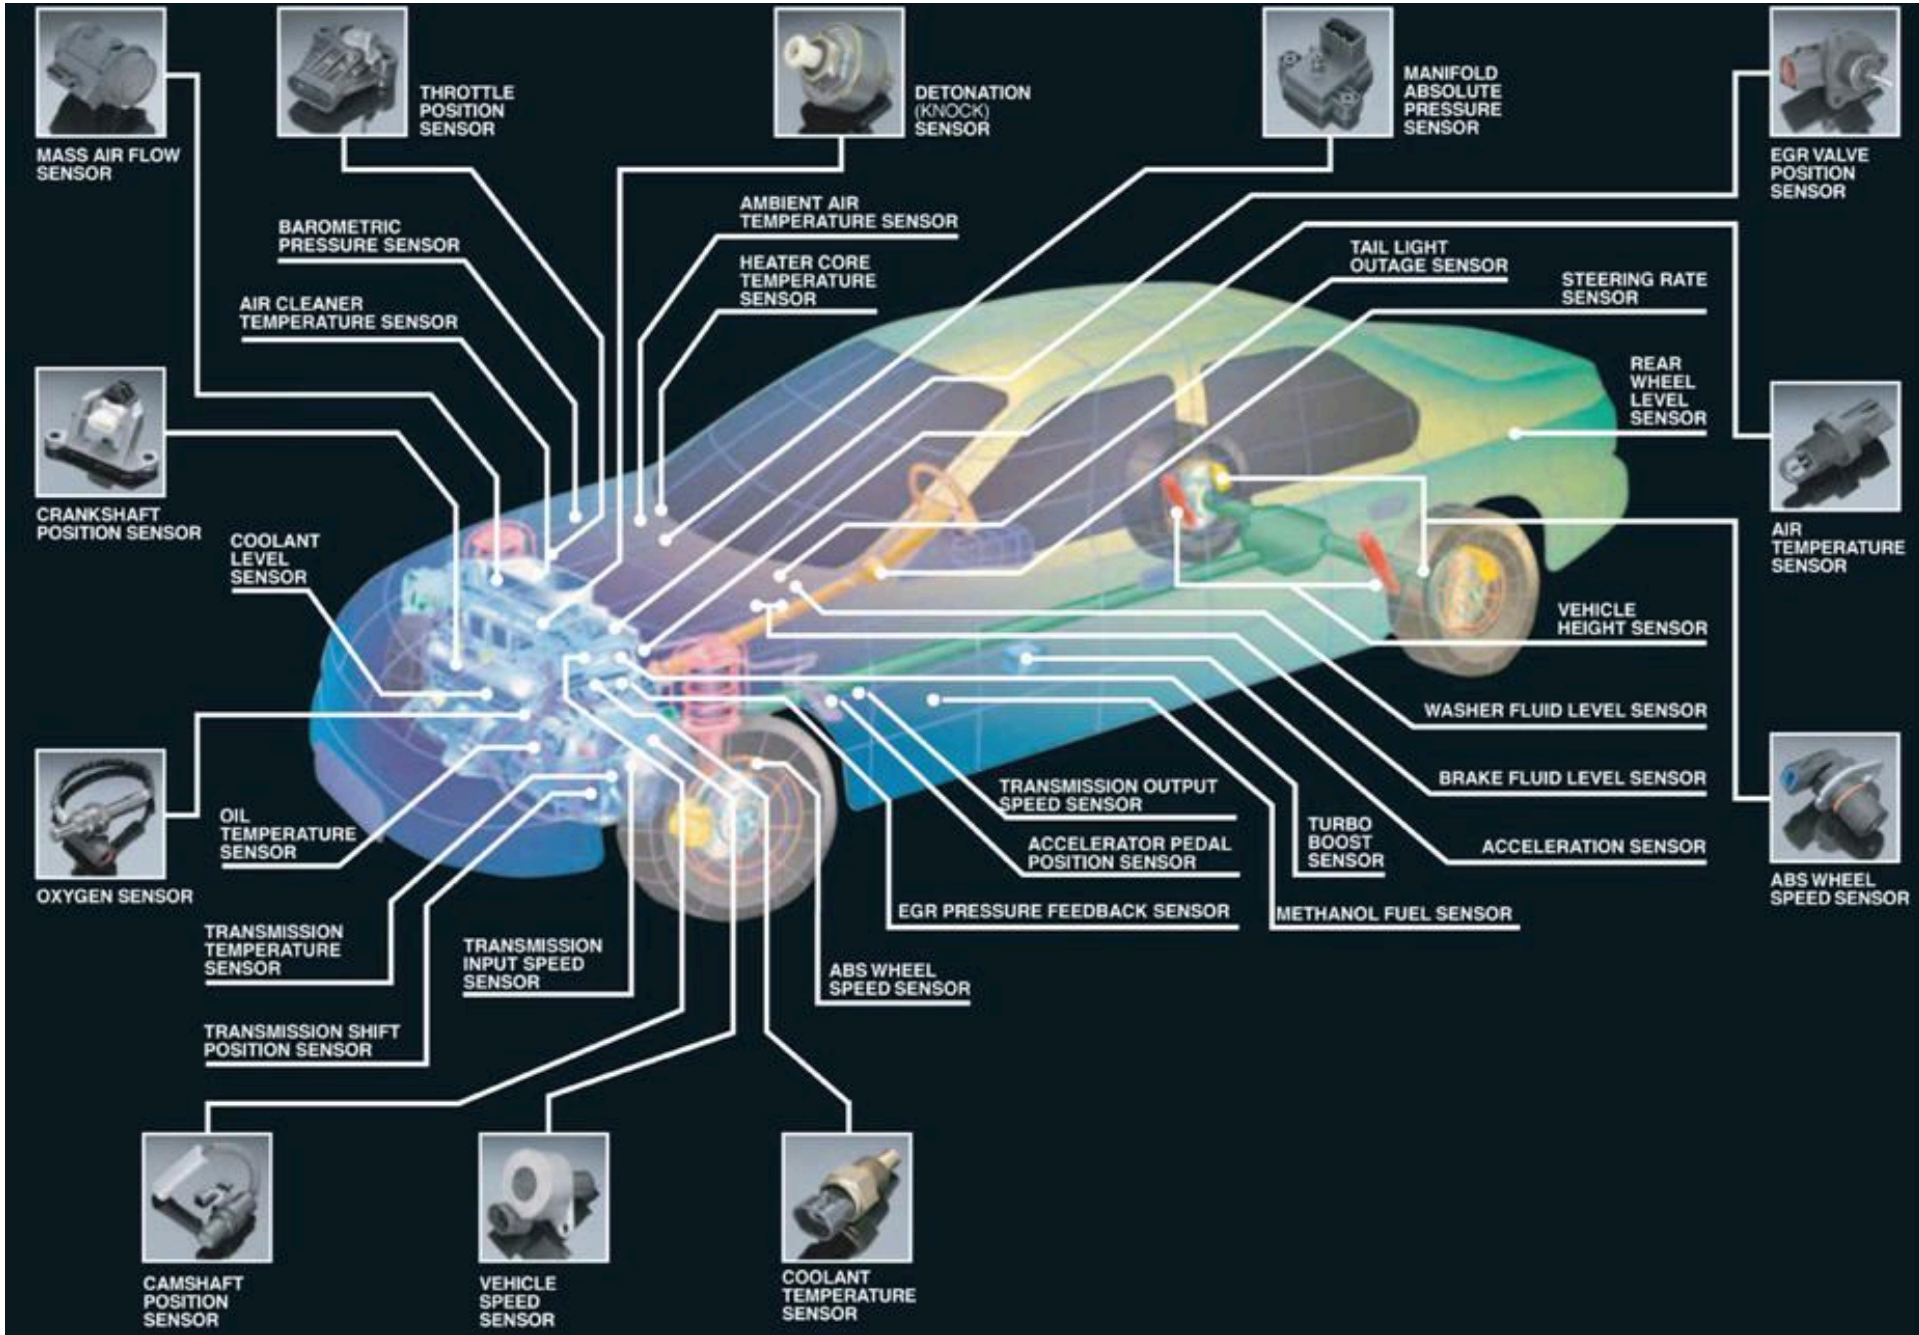 MASS AIR FLOW
SENSOR
THROTTLE
POSITION
SENSOR
DETONATION
(KNOCK)
SENSOR
MANIFOLD
ABSOLUTE
PRESSURE
SENSOR
EGR VALVE
POSITION
SENSOR
BAROMETRIC
PRESSURE SENSOR
AMBIENT AIR
TEMPERATURE SENSOR
HEATER CORE
TEMPERATURE
SENSOR
TAIL LIGHT
OUTAGE SENSOR
STEERING RATE
SENSOR
AIR CLEANER
TEMPERATURE SENSOR
REAR
WHEEL
LEVEL
SENSOR
CRANKSHAFT
POSITION SENSOR
AIR
TEMPERATURE
SENSOR
COOLANT
LEVEL
SENSOR
VEHICLE
HEIGHT SENSOR
WASHER FLUID LEVEL SENSOR
BRAKE FLUID LEVEL SENSOR
ACCELERATION SENSOR
ABS WHEEL
SPEED SENSOR
OXYGEN SENSOR
OIL
TEMPERATURE
SENSOR
TRANSMISSION OUTPUT
SPEED SENSOR
ACCELERATOR PEDAL
POSITION SENSOR
TURBO
BOOST
SENSOR
EGR PRESSURE FEEDBACK SENSOR
METHANOL FUEL SENSOR
TRANSMISSION
TEMPERATURE
SENSOR
TRANSMISSION
INPUT SPEED
SENSOR
ABS WHEEL
SPEED SENSOR
TRANSMISSION SHIFT
POSITION SENSOR
CAMSHAFT
POSITION
SENSOR
VEHICLE
SPEED
SENSOR
COOLANT
TEMPERATURE
SENSOR